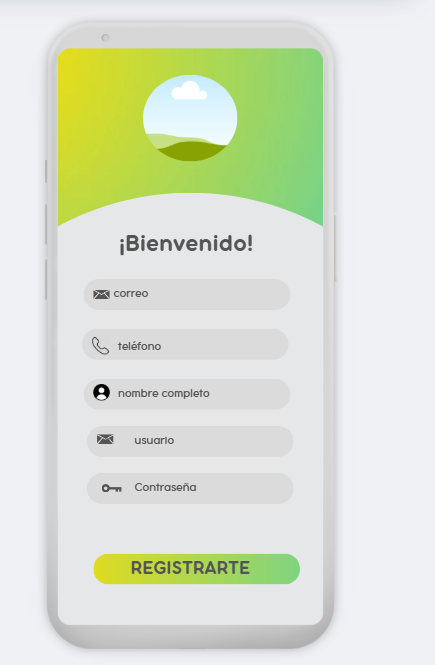 ¡Bienvenido!
correo
teléfono
nombre completo
usuario
Contraseña
REGISTRARTE